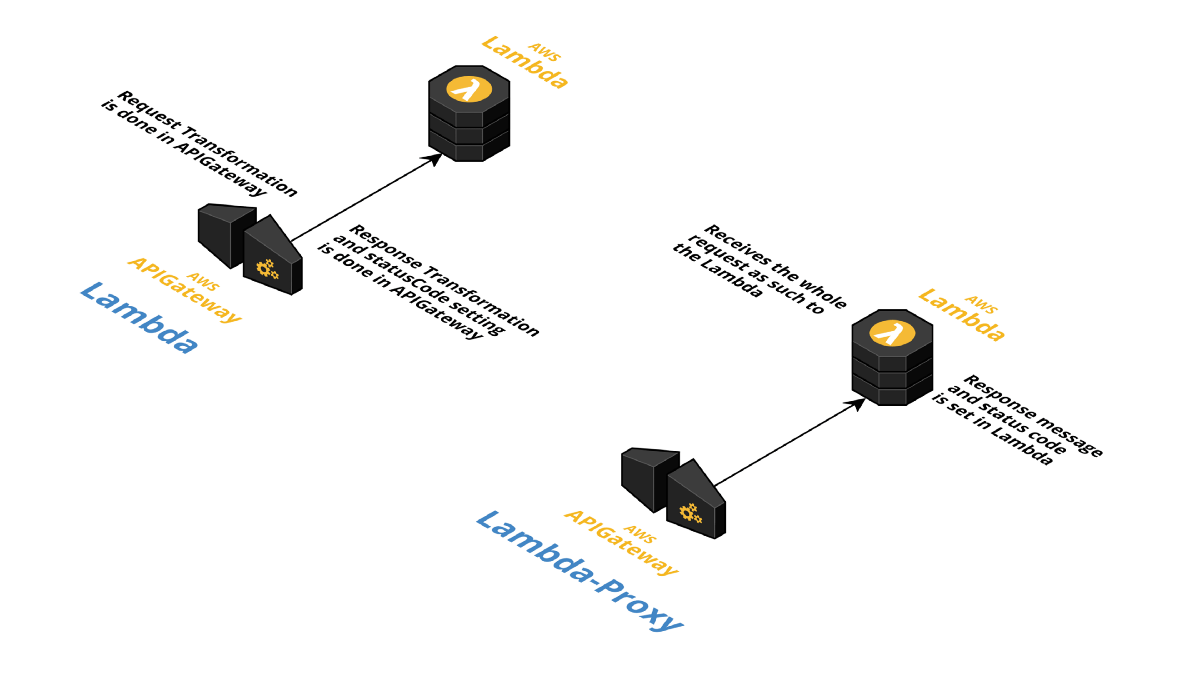 AWS
Lambda
Request Transformation
is done in APIGateway
Response Transformation
and statusCode setting
is done in APIGateway
AWS
APIGateway
Lambda
Receives the whole
request as such to
the Lambda
AWS
Lambda
Response message
and status code
is set in Lambda
AWS
APIGateway
Lambda-Proxy